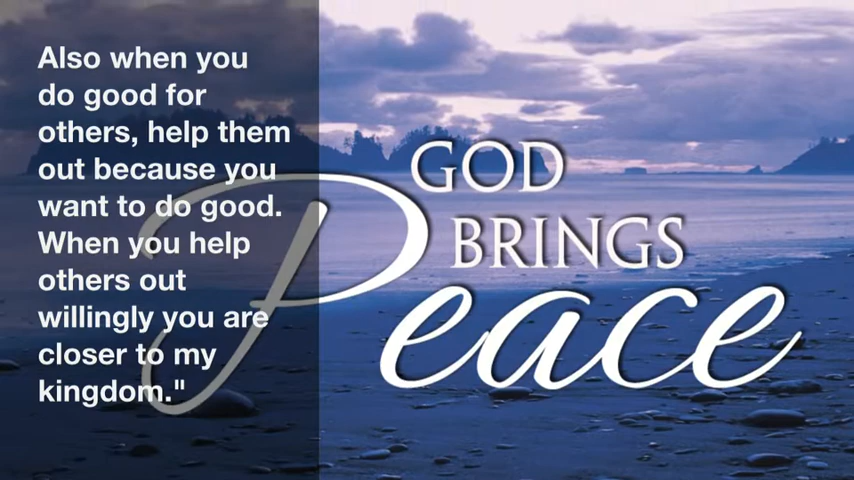 Also when you
do good for
others, help them
out because you
want to do good.
When you help
others out
willingly you are
closer to my
kingdom."
GOD
BRINGS
Peace